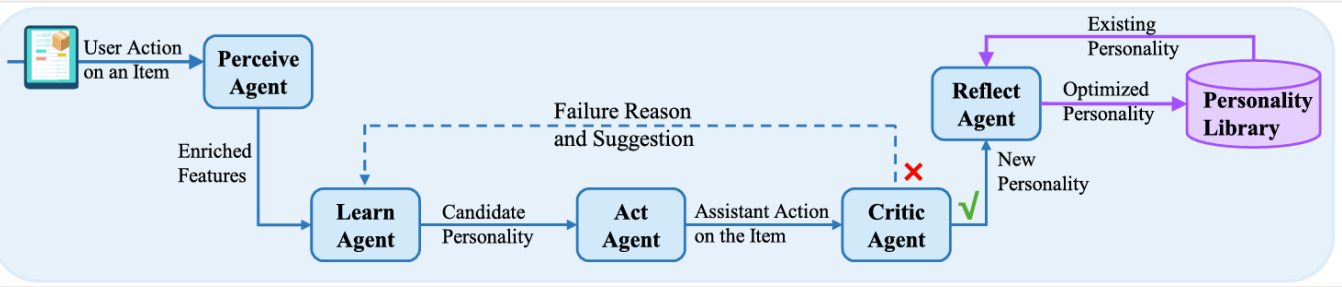 User Action
on an Item
Perceive
Agent
Enriched
Features
Learn
Agent
Candidate
Personality
Act
Agent
Assistant Action
on the Item
Critic
Agent
Failure Reason
and Suggestion
New
Personality
Reflect
Agent
Existing
Personality
Optimized
Personality
Personality
Library